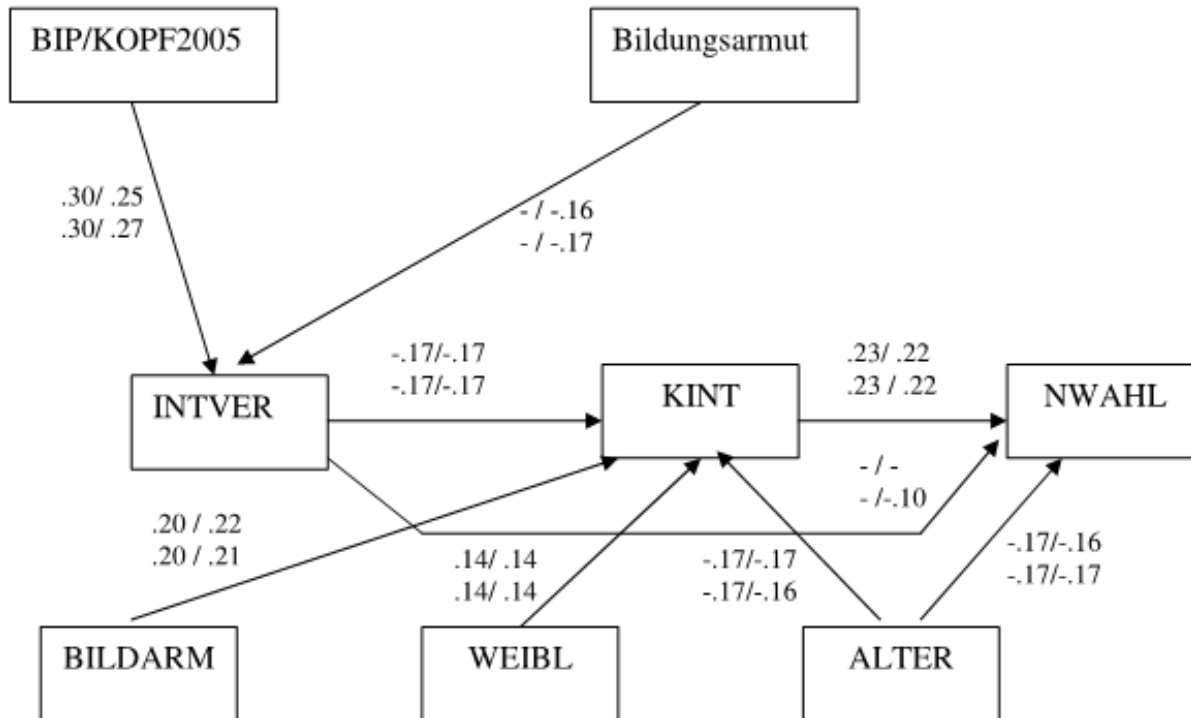 BIP/KOPF2005
Bildungsarmut
.30/ .25
.30/ .27
- / -.16
- / -.17
-.17/-.17
-.17/-.17
.23/ .22
.23 / .22
INTVER
KINT
NWAHL
- / -
- /-.10
.20 / .22
.20 / .21
.14/ .14
.14/ .14
-.17/-.17
-.17/-.16
-.17/-.16
-.17/-.17
BILDARM
WEIBL
ALTER